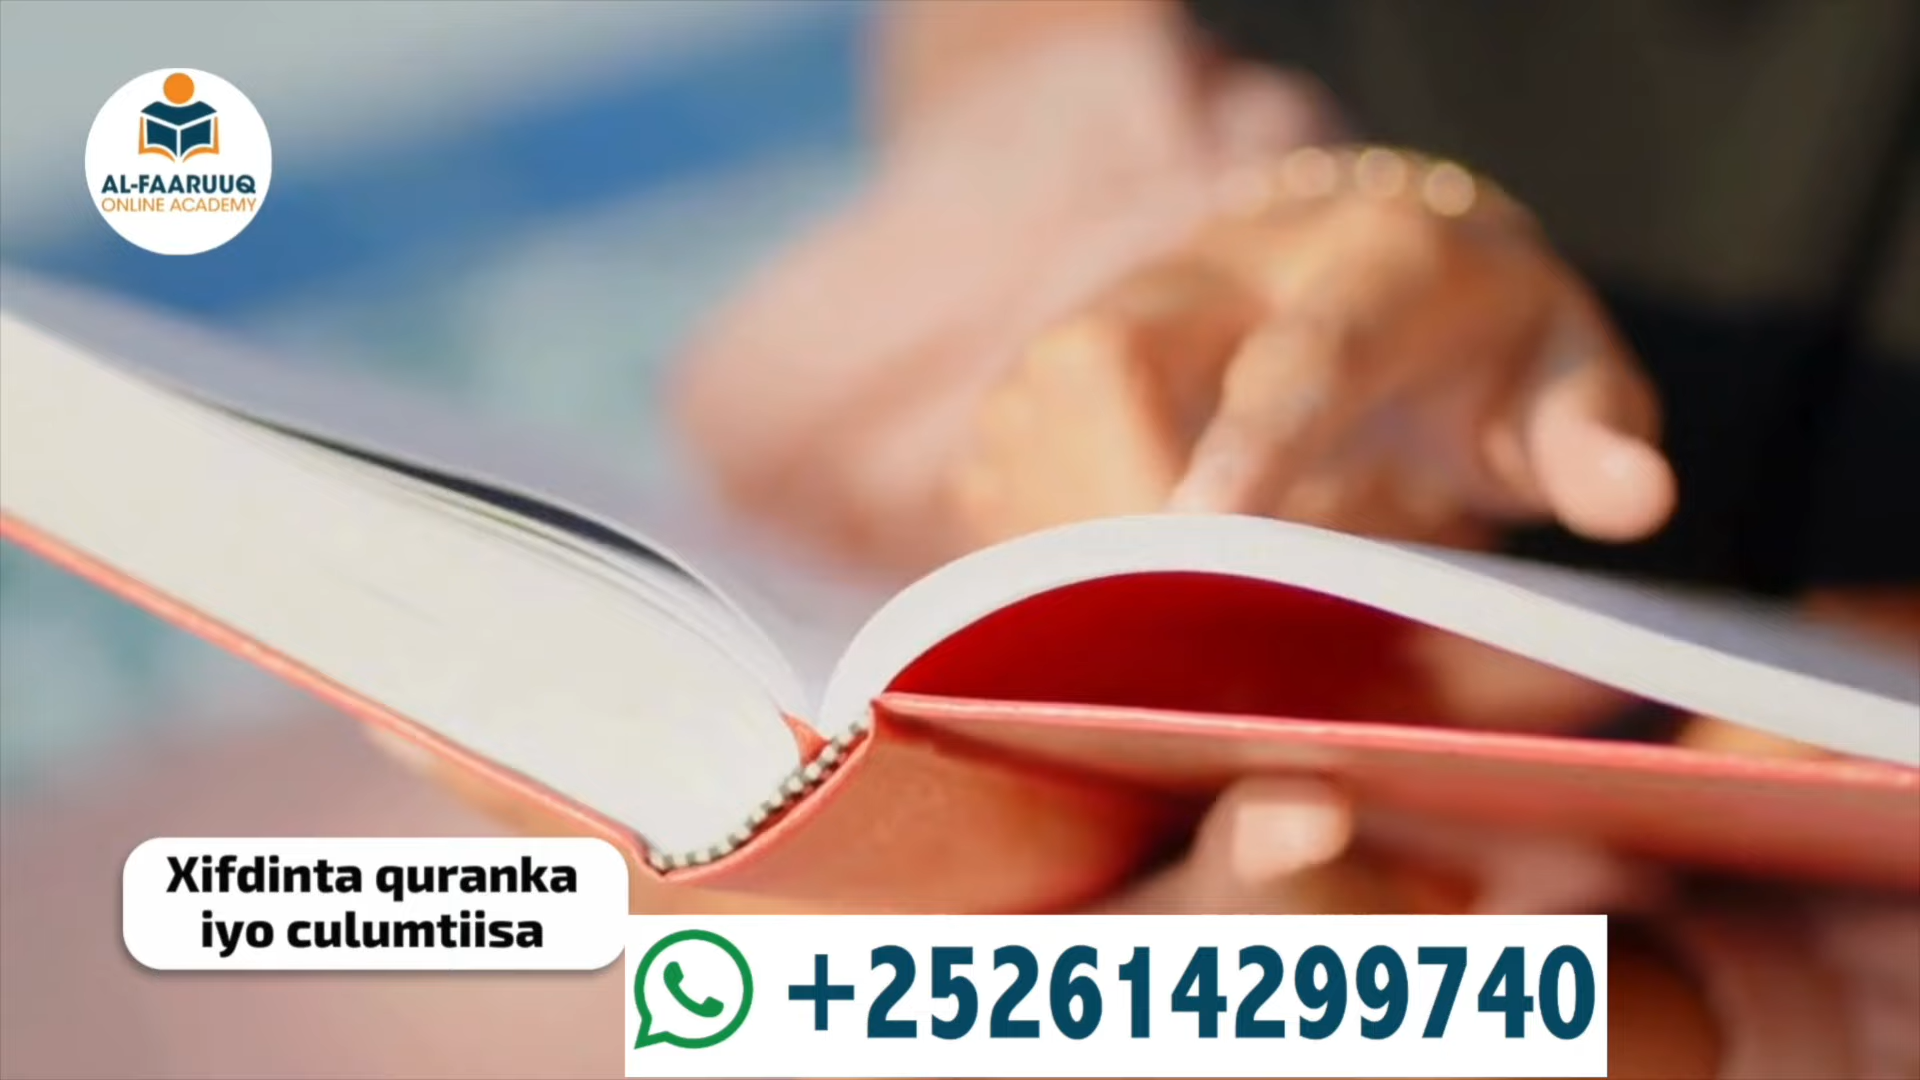 AL-FAARUUQ
ONLINE ACADEMY
Xifdinta quranka
iyo culumtiisa
+252614299740